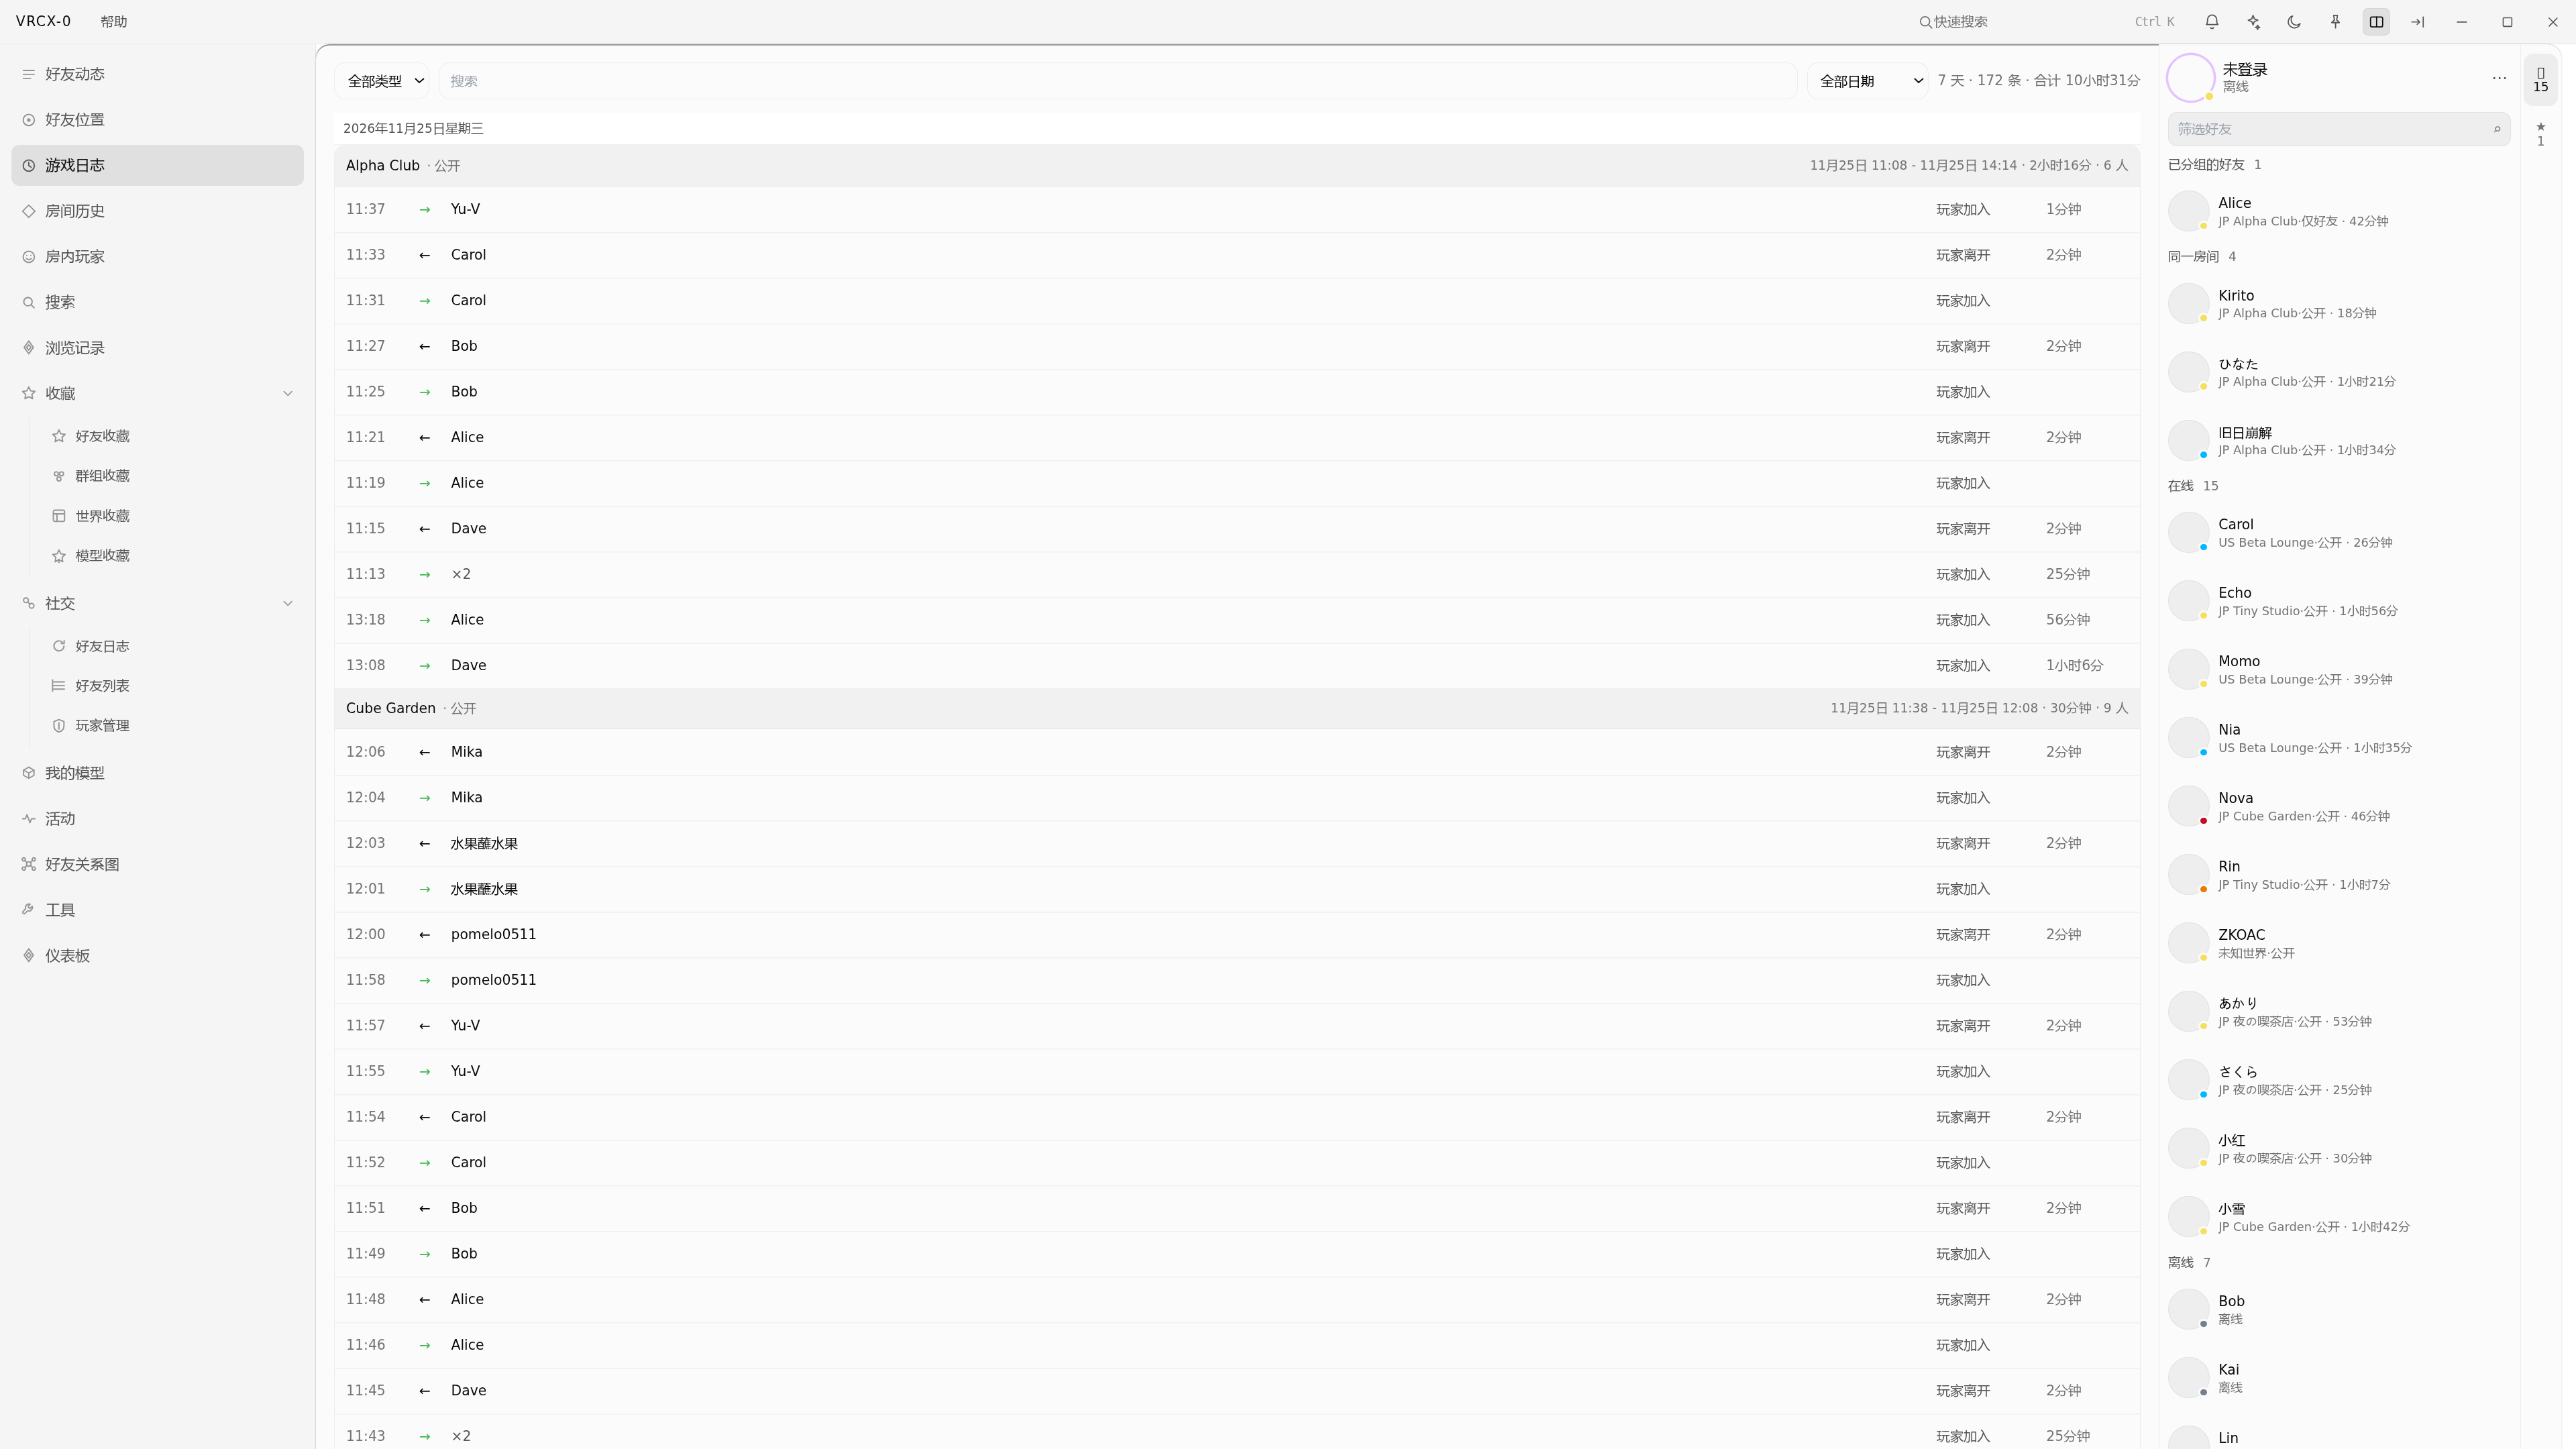 VRCX-0 帮助 快速搜索 Ctrl K
好友动态
好友位置
游戏日志
房间历史
房内玩家
搜索
浏览记录
收藏
好友收藏
群组收藏
世界收藏
模型收藏
社交
好友日志
好友列表
玩家管理
我的模型
活动
好友关系图
工具
仪表板
全部类型 搜索 全部日期 7 天 · 172 条 · 合计 10小时31分
2026年11月25日星期三
Alpha Club · 公开 11月25日 11:08 - 11月25日 14:14 · 2小时16分 · 6 人
11:37 → Yu-V 玩家加入 1分钟
11:33 ← Carol 玩家离开 2分钟
11:31 → Carol 玩家加入
11:27 ← Bob 玩家离开 2分钟
11:25 → Bob 玩家加入
11:21 ← Alice 玩家离开 2分钟
11:19 → Alice 玩家加入
11:15 ← Dave 玩家离开 2分钟
11:13 → ×2 玩家加入 25分钟
13:18 → Alice 玩家加入 56分钟
13:08 → Dave 玩家加入 1小时6分
Cube Garden · 公开 11月25日 11:38 - 11月25日 12:08 · 30分钟 · 9 人
12:06 ← Mika 玩家离开 2分钟
12:04 → Mika 玩家加入
12:03 ← 水果蘸水果 玩家离开 2分钟
12:01 → 水果蘸水果 玩家加入
12:00 ← pomelo0511 玩家离开 2分钟
11:58 → pomelo0511 玩家加入
11:57 ← Yu-V 玩家离开 2分钟
11:55 → Yu-V 玩家加入
11:54 ← Carol 玩家离开 2分钟
11:52 → Carol 玩家加入
11:51 ← Bob 玩家离开 2分钟
11:49 → Bob 玩家加入
11:48 ← Alice 玩家离开 2分钟
11:46 → Alice 玩家加入
11:45 ← Dave 玩家离开 2分钟
11:43 → ×2 玩家加入 25分钟
未登录
离线
筛选好友
已分组的好友 1
Alice
JP Alpha Club·仅好友 · 42分钟
同一房间 4
Kirito
JP Alpha Club·公开 · 18分钟
ひなた
JP Alpha Club·公开 · 1小时21分
旧日崩解
JP Alpha Club·公开 · 1小时34分
在线 15
Carol
US Beta Lounge·公开 · 26分钟
Echo
JP Tiny Studio·公开 · 1小时56分
Momo
US Beta Lounge·公开 · 39分钟
Nia
US Beta Lounge·公开 · 1小时35分
Nova
JP Cube Garden·公开 · 46分钟
Rin
JP Tiny Studio·公开 · 1小时7分
ZKOAC
未知世界·公开
あかり
JP 夜の喫茶店·公开 · 53分钟
さくら
JP 夜の喫茶店·公开 · 25分钟
小红
JP 夜の喫茶店·公开 · 30分钟
小雪
JP Cube Garden·公开 · 1小时42分
离线 7
Bob
离线
Kai
离线
Lin
15
★
1